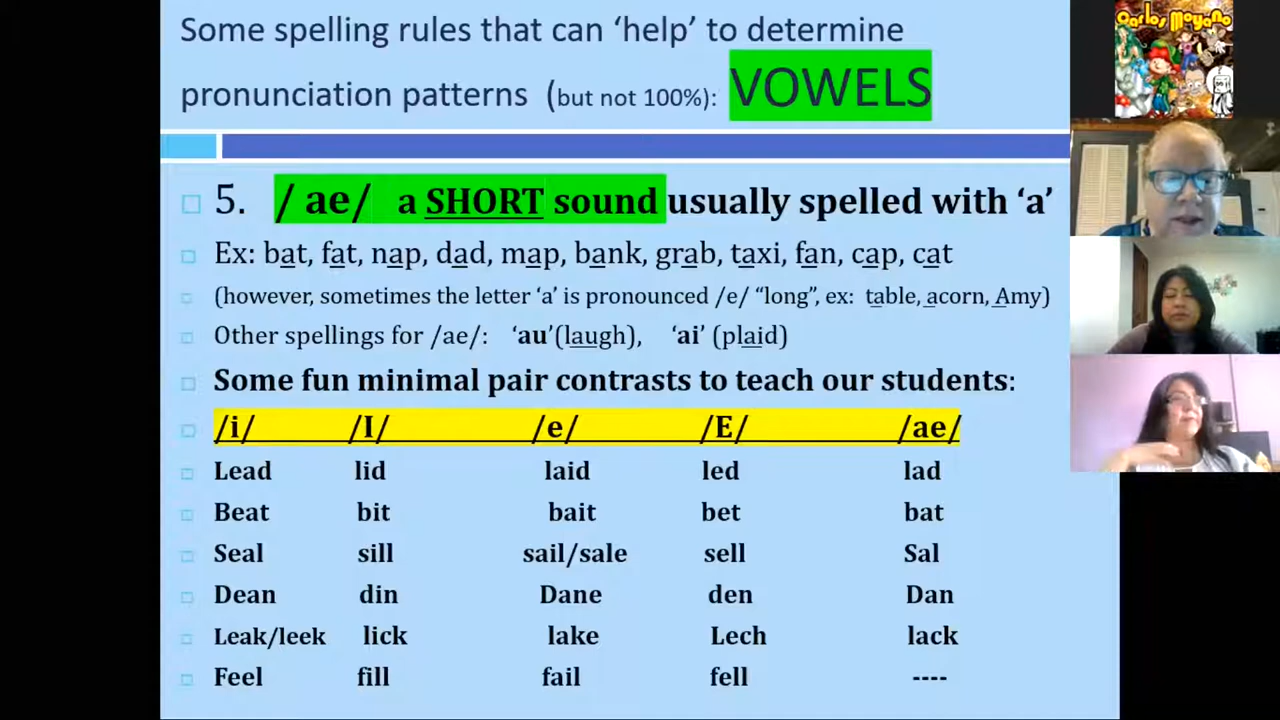 Some spelling rules that can ‘help’ to determine
pronunciation patterns (but not 100%): VOWELS
5. / ae/ a SHORT sound usually spelled with ‘a’
Ex: bat, fat, nap, dad, map, bank, grab, taxi, fan, cap, cat
(however, sometimes the letter ‘a’ is pronounced /e/ “long”, ex: table, acorn, Amy)
Other spellings for /ae/: ‘au’(laugh), ‘ai’ (plaid)
Some fun minimal pair contrasts to teach our students:
/i/ /I/ /e/ /E/ /ae/
Lead lid laid led lad
Beat bit bait bet bat
Seal sill sail/sale sell Sal
Dean din Dane den Dan
Leak/leek lick lake Lech lack
Feel fill fail fell ----
Carlos Moyano